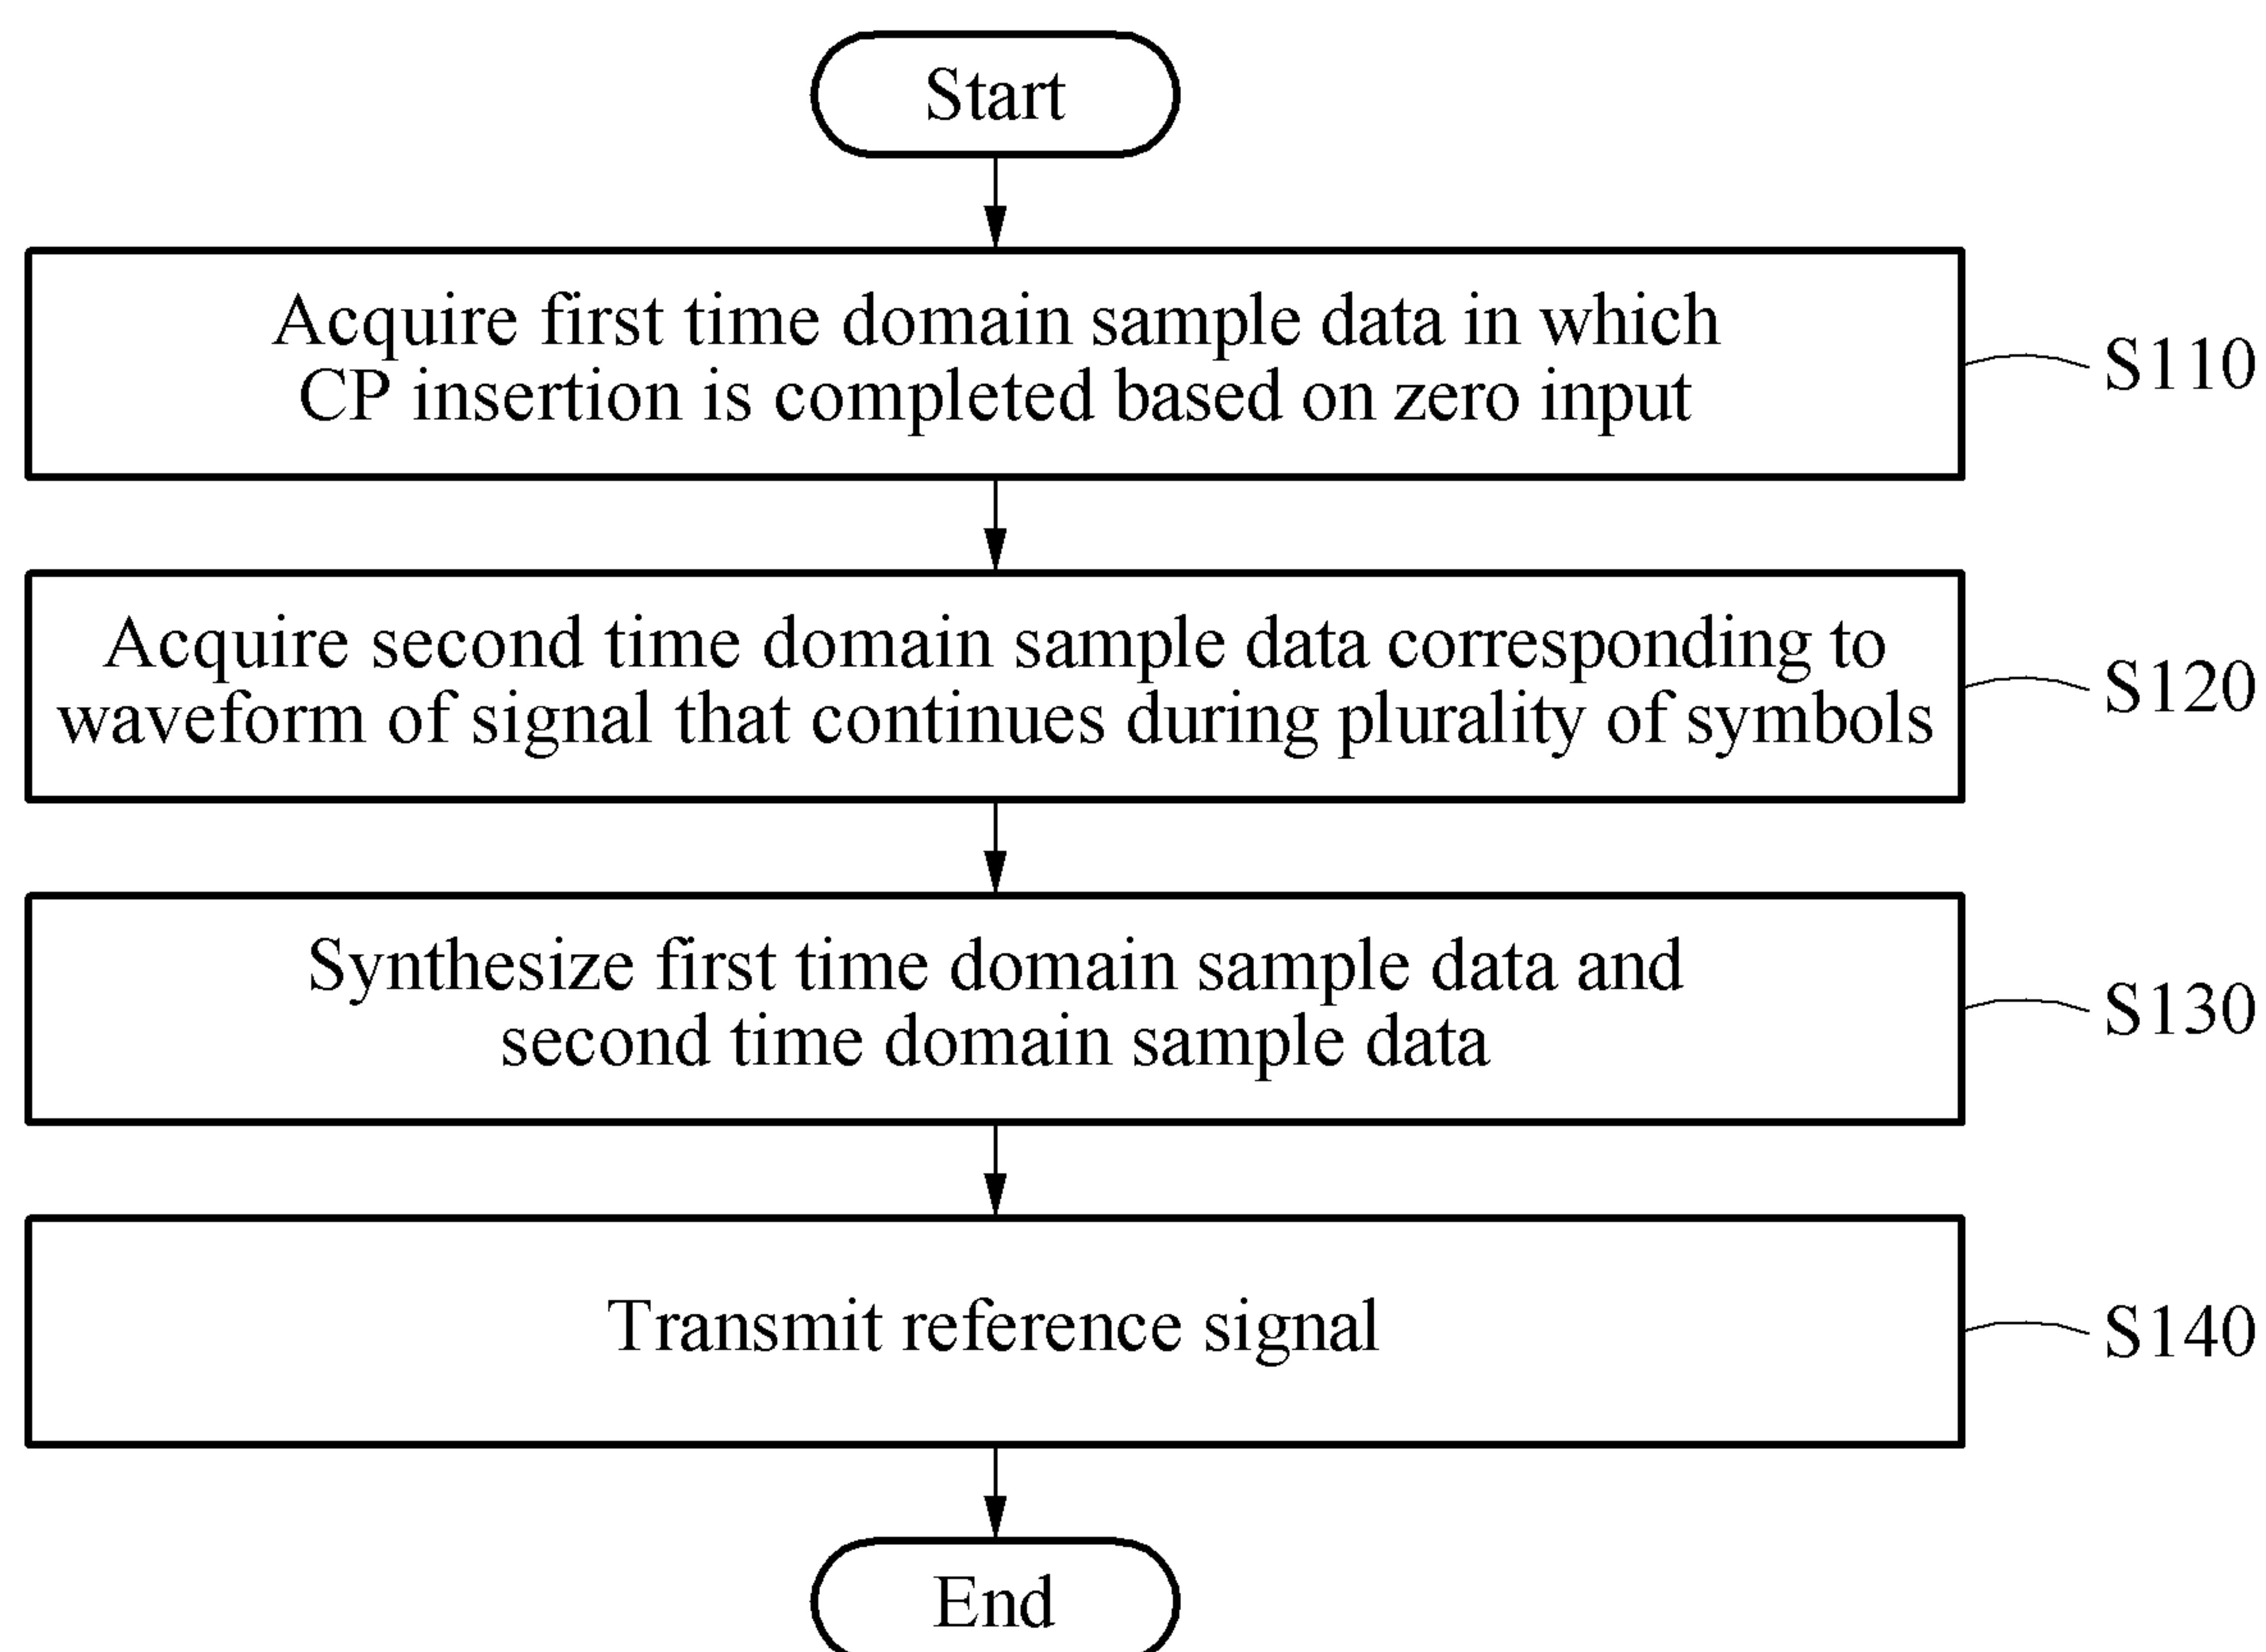 Start
Acquire first time domain sample data in which
CP insertion is completed based on zero input
S110
Acquire second time domain sample data corresponding to
waveform of signal that continues during plurality of symbols
S120
Synthesize first time domain sample data and
second time domain sample data
S130
Transmit reference signal
S140
End